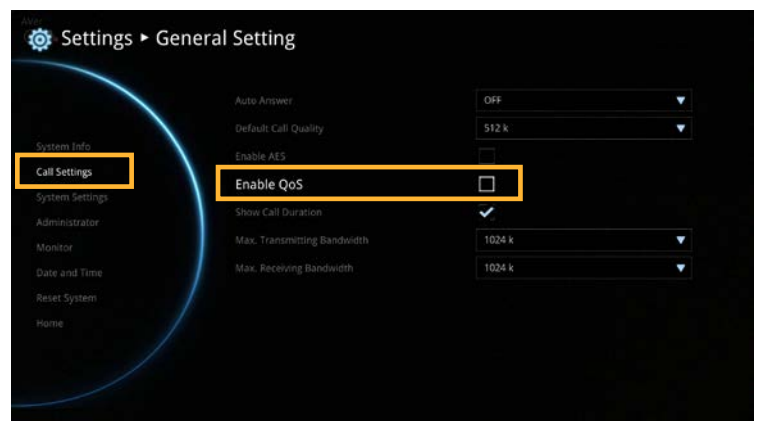 AVer
Settings ▸ General Setting
System Info
Call Settings
System Settings
Administrator
Monitor
Date and Time
Reset System
Home
Auto Answer OFF
Default Call Quality 512 k
Enable AES
Enable QoS
Show Call Duration
Max. Transmitting Bandwidth 1024 k
Max. Receiving Bandwidth 1024 k